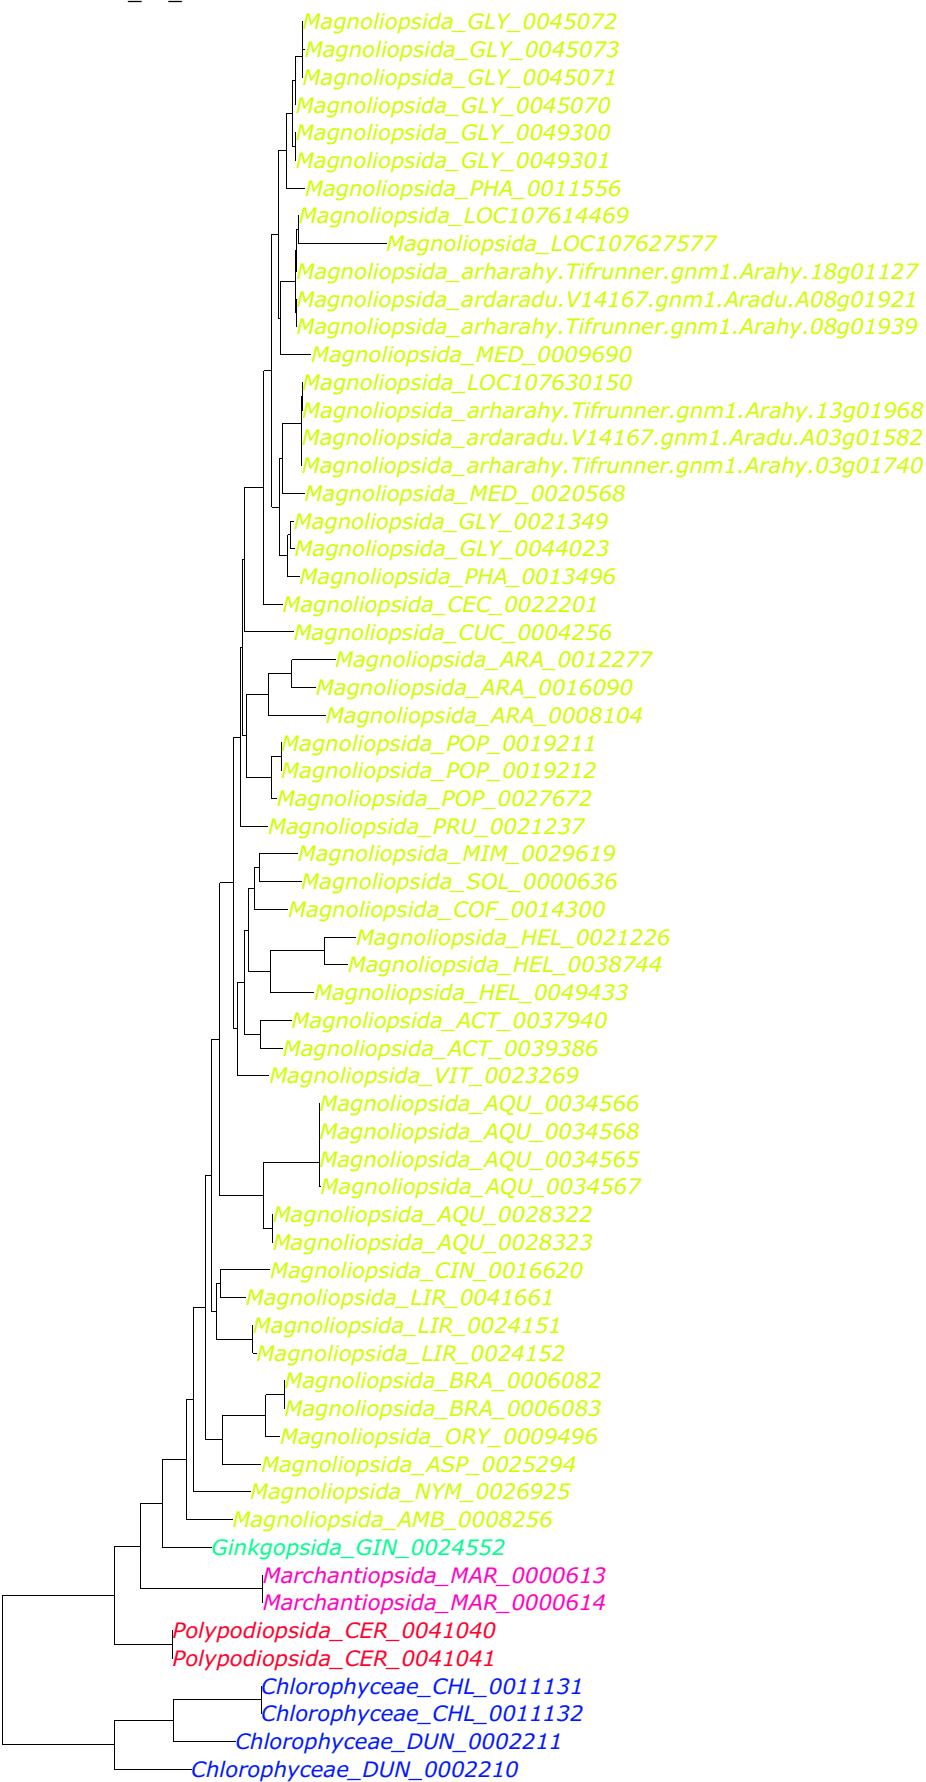 Magnoliopsida_GLY_0045072
Magnoliopsida_GLY_0045073
Magnoliopsida_GLY_0045071
Magnoliopsida_GLY_0045070
Magnoliopsida_GLY_0049300
Magnoliopsida_GLY_0049301
Magnoliopsida_PHA_0011556
Magnoliopsida_LOC107614469
Magnoliopsida_LOC107627577
Magnoliopsida_arharahy.Tifrunner.gnm1.Arahy.18g01127
Magnoliopsida_ardaradu.V14167.gnm1.Aradu.A08g01921
Magnoliopsida_arharahy.Tifrunner.gnm1.Arahy.08g01939
Magnoliopsida_MED_0009690
Magnoliopsida_LOC107630150
Magnoliopsida_arharahy.Tifrunner.gnm1.Arahy.13g01968
Magnoliopsida_ardaradu.V14167.gnm1.Aradu.A03g01582
Magnoliopsida_arharahy.Tifrunner.gnm1.Arahy.03g01740
Magnoliopsida_MED_0020568
Magnoliopsida_GLY_0021349
Magnoliopsida_GLY_0044023
Magnoliopsida_PHA_0013496
Magnoliopsida_CEC_0022201
Magnoliopsida_CUC_0004256
Magnoliopsida_ARA_0012277
Magnoliopsida_ARA_0016090
Magnoliopsida_ARA_0008104
Magnoliopsida_POP_0019211
Magnoliopsida_POP_0019212
Magnoliopsida_POP_0027672
Magnoliopsida_PRU_0021237
Magnoliopsida_MIM_0029619
Magnoliopsida_SOL_0000636
Magnoliopsida_COF_0014300
Magnoliopsida_HEL_0021226
Magnoliopsida_HEL_0038744
Magnoliopsida_HEL_0049433
Magnoliopsida_ACT_0037940
Magnoliopsida_ACT_0039386
Magnoliopsida_VIT_0023269
Magnoliopsida_AQU_0034566
Magnoliopsida_AQU_0034568
Magnoliopsida_AQU_0034565
Magnoliopsida_AQU_0034567
Magnoliopsida_AQU_0028322
Magnoliopsida_AQU_0028323
Magnoliopsida_CIN_0016620
Magnoliopsida_LIR_0041661
Magnoliopsida_LIR_0024151
Magnoliopsida_LIR_0024152
Magnoliopsida_BRA_0006082
Magnoliopsida_BRA_0006083
Magnoliopsida_ORY_0009496
Magnoliopsida_ASP_0025294
Magnoliopsida_NYM_0026925
Magnoliopsida_AMB_0008256
Ginkgopsida_GIN_0024552
Marchantiopsida_MAR_0000613
Marchantiopsida_MAR_0000614
Polypodiopsida_CER_0041040
Polypodiopsida_CER_0041041
Chlorophyceae_CHL_0011131
Chlorophyceae_CHL_0011132
Chlorophyceae_DUN_0002211
Chlorophyceae_DUN_0002210